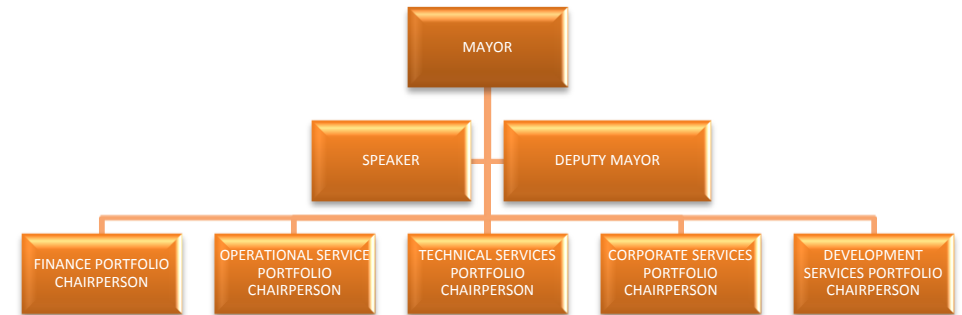 MAYOR
SPEAKER
DEPUTY MAYOR
FINANCE PORTFOLIO
CHAIRPERSON
OPERATIONAL SERVICE
PORTFOLIO
CHAIRPERSON
TECHNICAL SERVICES
PORTFOLIO
CHAIRPERSON
CORPORATE SERVICES
PORTFOLIO
CHAIRPERSON
DEVELOPMENT
SERVICES PORTFOLIO
CHAIRPERSON